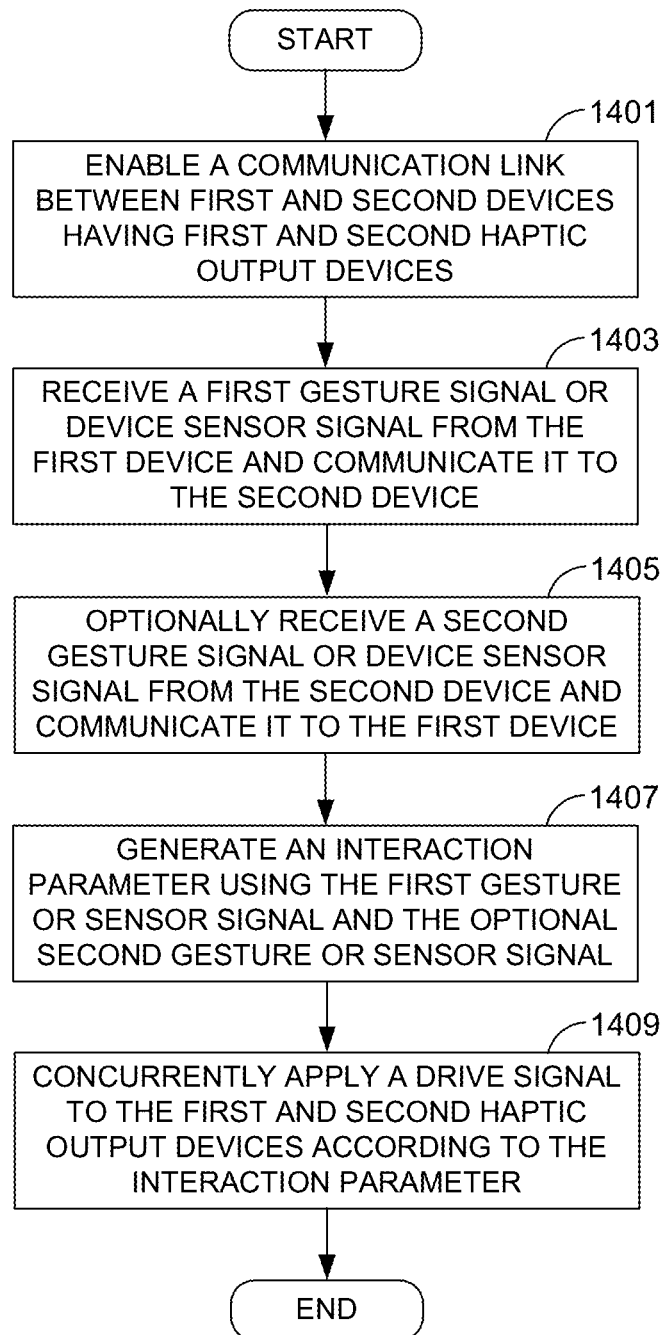 START
1401
ENABLE A COMMUNICATION LINK
BETWEEN FIRST AND SECOND DEVICES
HAVING FIRST AND SECOND HAPTIC
OUTPUT DEVICES
1403
RECEIVE A FIRST GESTURE SIGNAL OR
DEVICE SENSOR SIGNAL FROM THE
FIRST DEVICE AND COMMUNICATE IT TO
THE SECOND DEVICE
1405
OPTIONALLY RECEIVE A SECOND
GESTURE SIGNAL OR DEVICE SENSOR
SIGNAL FROM THE SECOND DEVICE AND
COMMUNICATE IT TO THE FIRST DEVICE
1407
GENERATE AN INTERACTION
PARAMETER USING THE FIRST GESTURE
OR SENSOR SIGNAL AND THE OPTIONAL
SECOND GESTURE OR SENSOR SIGNAL
1409
CONCURRENTLY APPLY A DRIVE SIGNAL
TO THE FIRST AND SECOND HAPTIC
OUTPUT DEVICES ACCORDING TO THE
INTERACTION PARAMETER
END